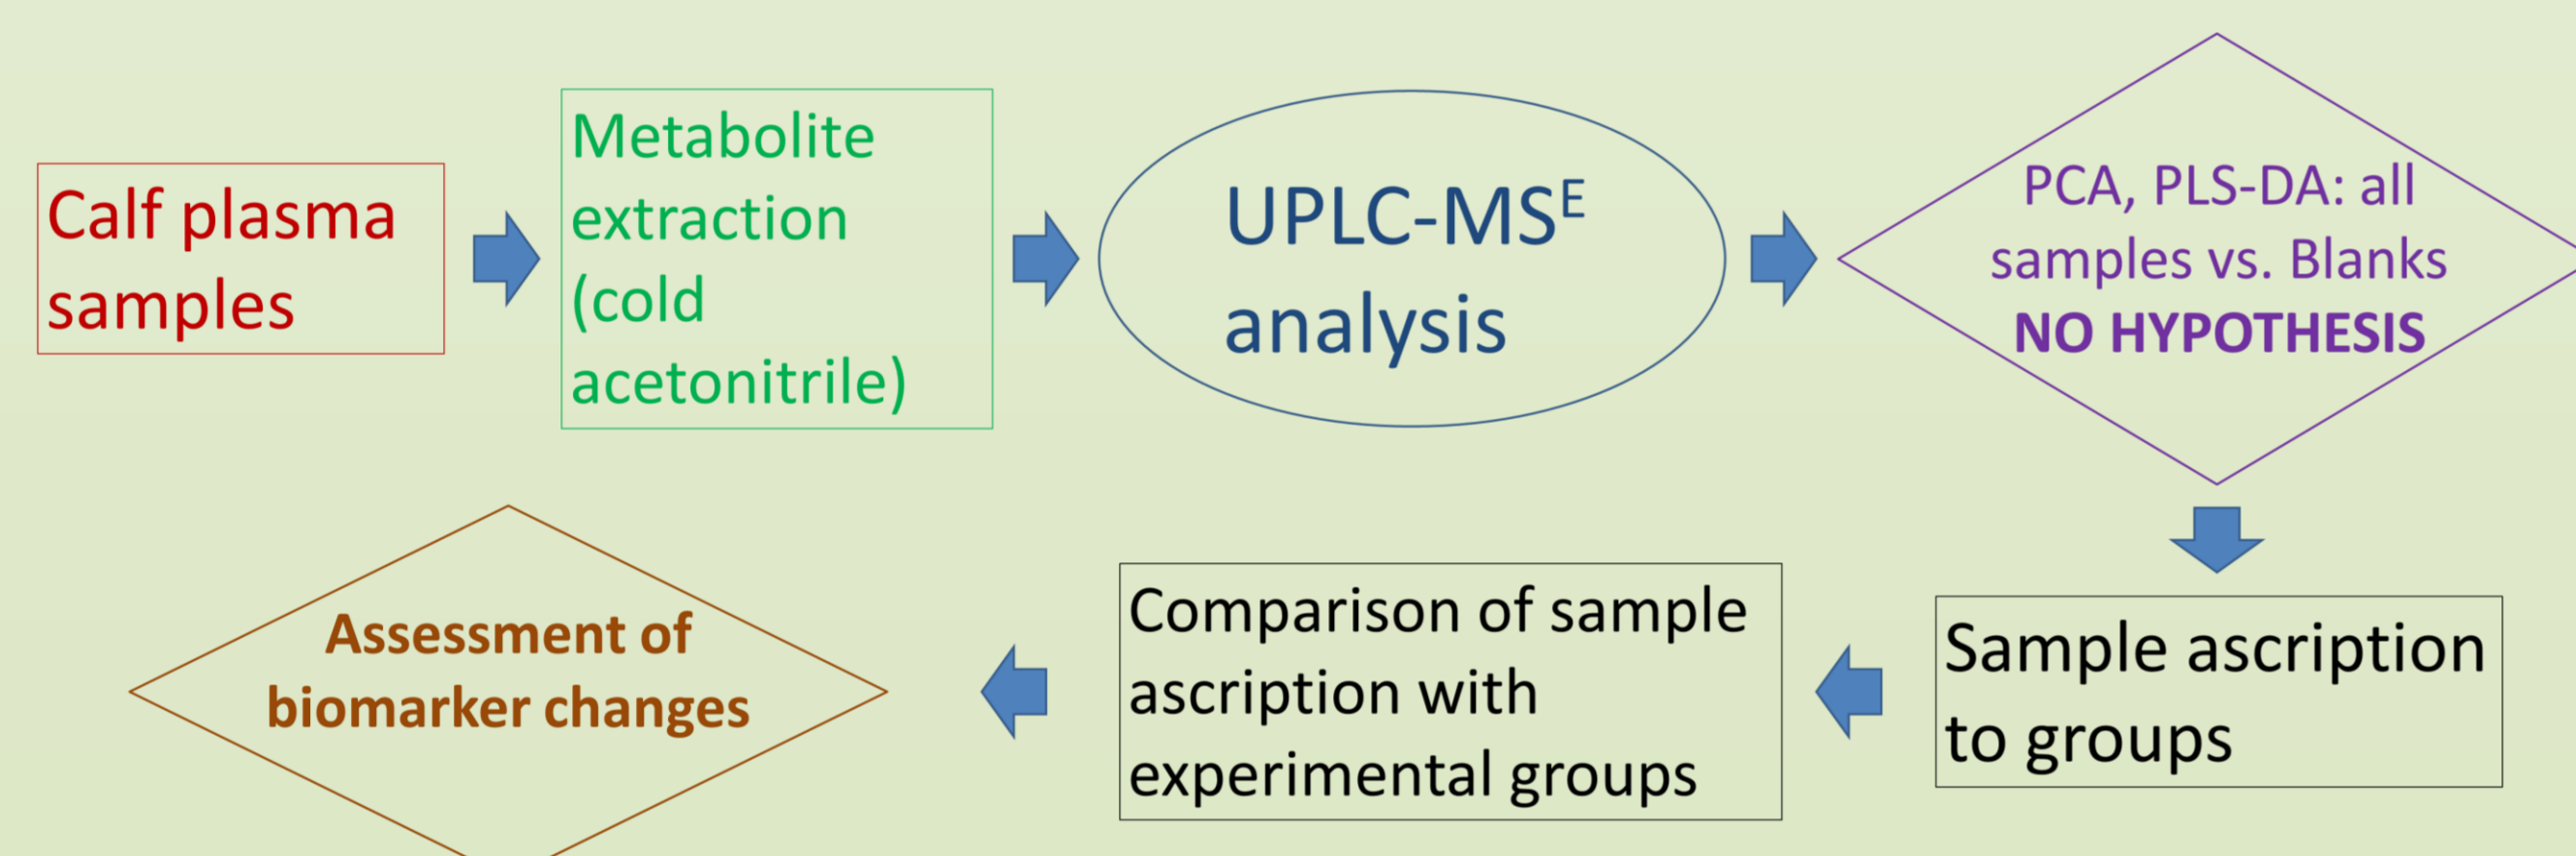 Calf plasma
samples
Metabolite
extraction
(cold
acetonitrile)
UPLC-MSᴱ
analysis
PCA, PLS-DA: all
samples vs. Blanks
NO HYPOTHESIS
Sample ascription
to groups
Comparison of sample
ascription with
experimental groups
Assessment of
biomarker changes